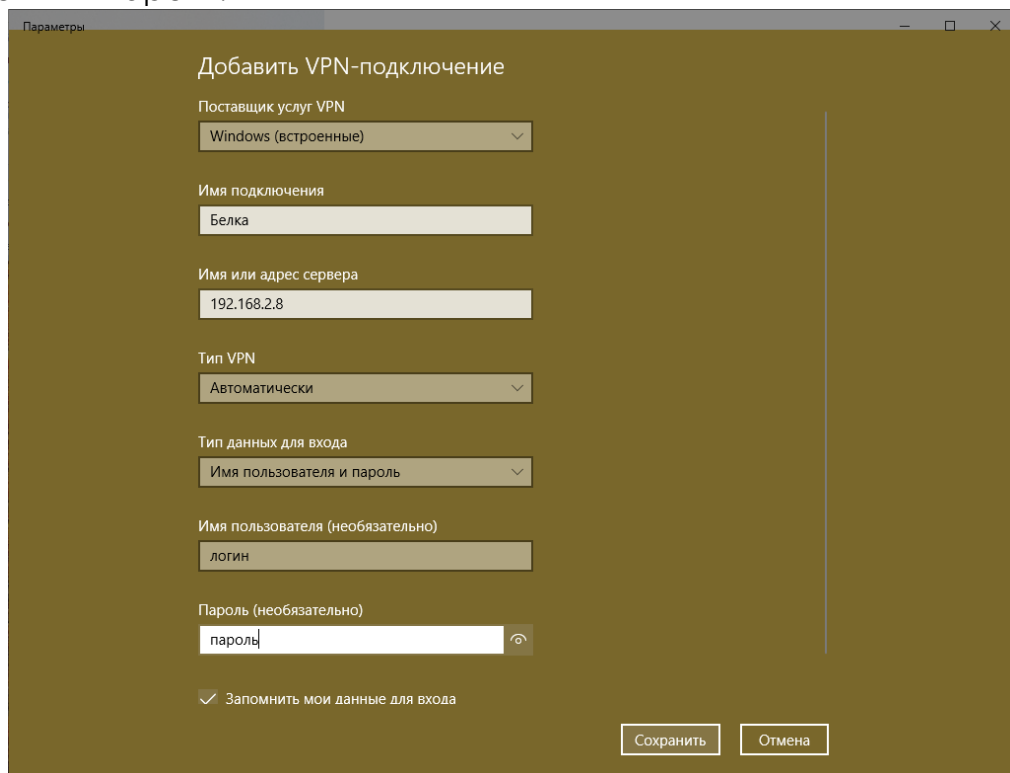 Параметры
Добавить VPN-подключение
Поставщик услуг VPN
Windows (встроенные)
Имя подключения
Белка
Имя или адрес сервера
192.168.2.8
Тип VPN
Автоматически
Тип данных для входа
Имя пользователя и пароль
Имя пользователя (необязательно)
логин
Пароль (необязательно)
пароль
Запомнить мои данные для входа
Сохранить
Отмена